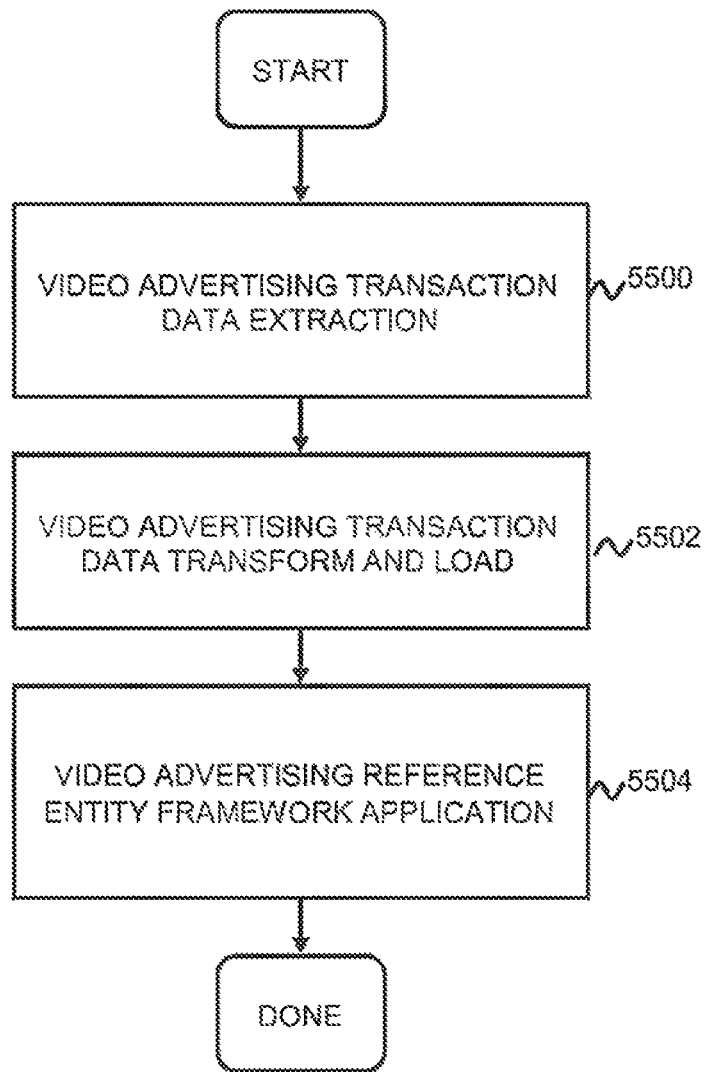 START
VIDEO ADVERTISING TRANSACTION
DATA EXTRACTION
5500
VIDEO ADVERTISING TRANSACTION
DATA TRANSFORM AND LOAD
5502
VIDEO ADVERTISING REFERENCE
ENTITY FRAMEWORK APPLICATION
5504
DONE